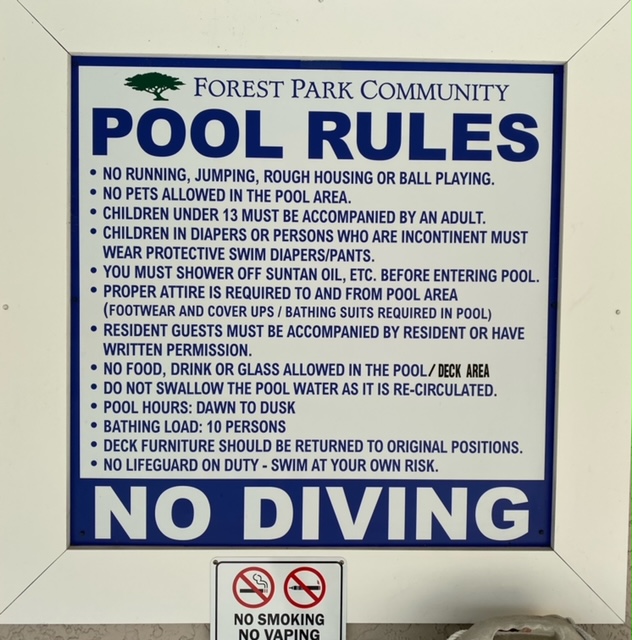 FOREST PARK COMMUNITY
POOL RULES
• NO RUNNING, JUMPING, ROUGH HOUSING OR BALL PLAYING.
• NO PETS ALLOWED IN THE POOL AREA.
• CHILDREN UNDER 13 MUST BE ACCOMPANIED BY AN ADULT.
• CHILDREN IN DIAPERS OR PERSONS WHO ARE INCONTINENT MUST
WEAR PROTECTIVE SWIM DIAPERS/PANTS.
• YOU MUST SHOWER OFF SUNTAN OIL, ETC. BEFORE ENTERING POOL.
• PROPER ATTIRE IS REQUIRED TO AND FROM POOL AREA
(FOOTWEAR AND COVER UPS / BATHING SUITS REQUIRED IN POOL)
• RESIDENT GUESTS MUST BE ACCOMPANIED BY RESIDENT OR HAVE
WRITTEN PERMISSION.
• NO FOOD, DRINK OR GLASS ALLOWED IN THE POOL/DECK AREA
• DO NOT SWALLOW THE POOL WATER AS IT IS RE-CIRCULATED.
• POOL HOURS: DAWN TO DUSK
• BATHING LOAD: 10 PERSONS
• DECK FURNITURE SHOULD BE RETURNED TO ORIGINAL POSITIONS.
• NO LIFEGUARD ON DUTY - SWIM AT YOUR OWN RISK.
NO DIVING
NO SMOKING
NO VAPING